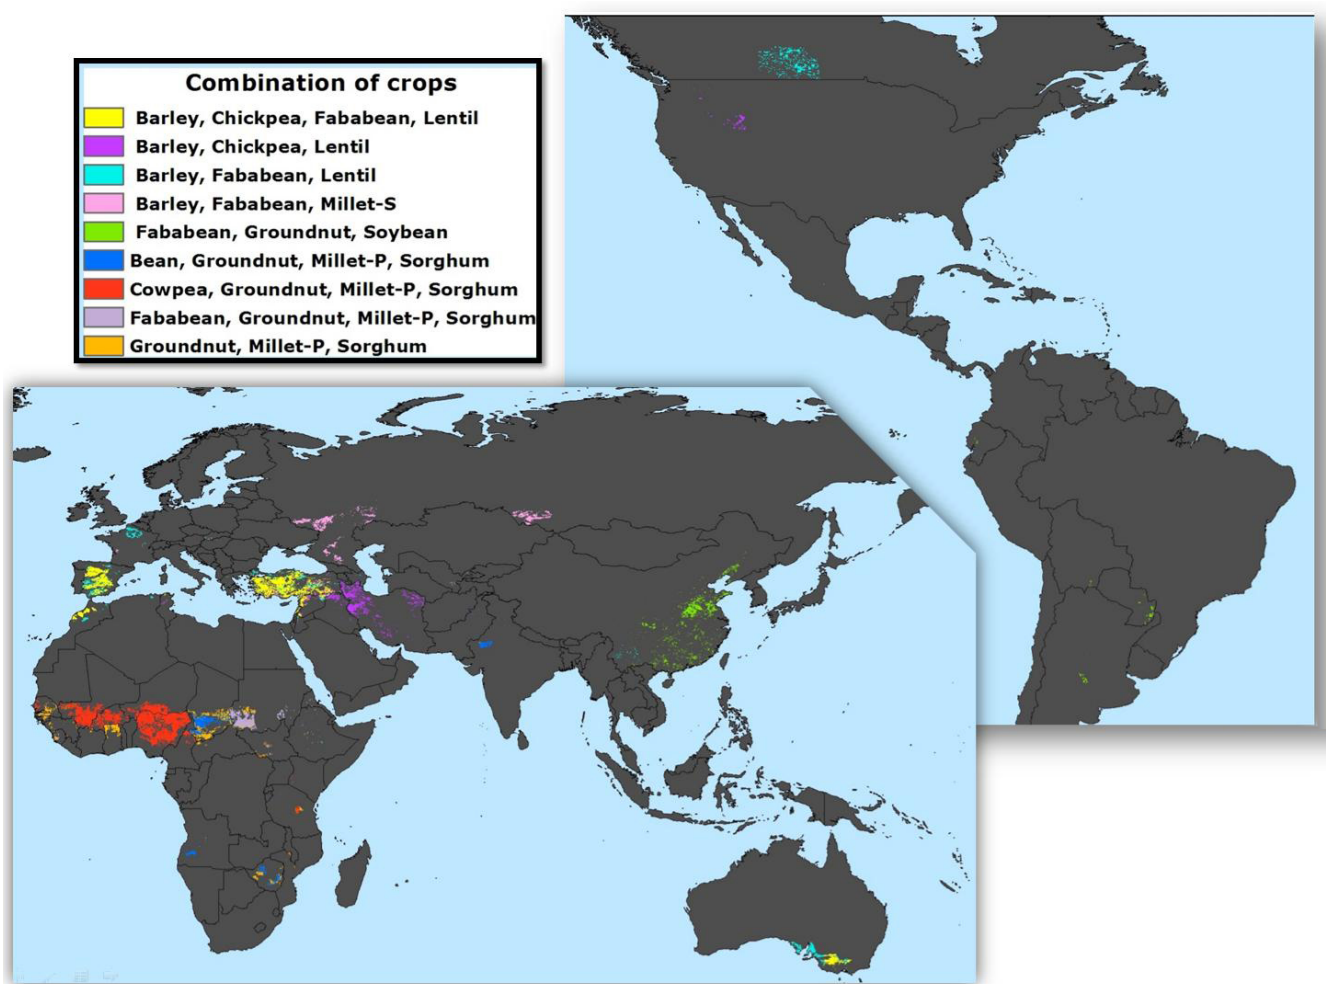 Combination of crops
Barley, Chickpea, Fababean, Lentil
Barley, Chickpea, Lentil
Barley, Fababean, Lentil
Barley, Fababean, Millet-S
Fababean, Groundnut, Soybean
Bean, Groundnut, Millet-P, Sorghum
Cowpea, Groundnut, Millet-P, Sorghum
Fababean, Groundnut, Millet-P, Sorghum
Groundnut, Millet-P, Sorghum